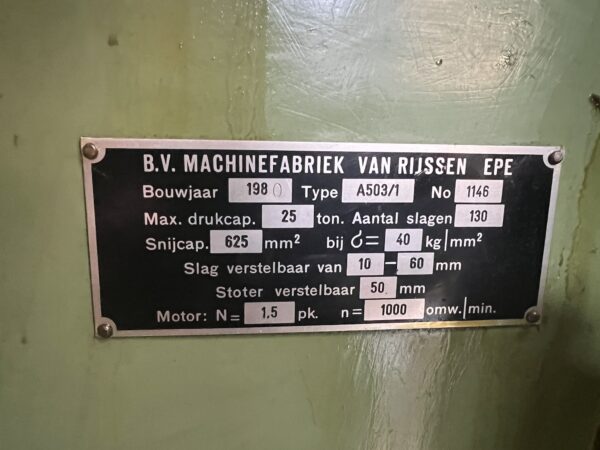 B.V. MACHINEFABRIEK VAN RIJSSEN EPE
Bouwjaar 1980 Type A503/1 No 1146
Max. drukcap. 25 ton. Aantal slagen 130
Snijcap. 625 mm² bij σ= 40 kg/mm²
Slag verstelbaar van 10 – 60 mm
Stoter verstelbaar 50 mm
Motor: N= 1,5 pk. n= 1000 omw./min.